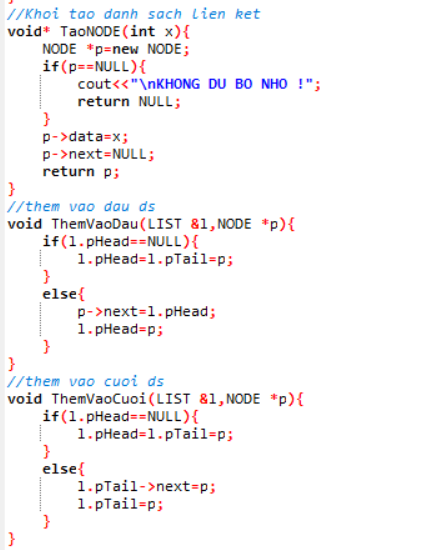 //Khoi tao danh sach lien ket
void* TaoNODE(int x){
    NODE *p=new NODE;
    if(p==NULL){
        cout<<"\nKHONG DU BO NHO !";
        return NULL;
    }
    p->data=x;
    p->next=NULL;
    return p;
}
//them vao dau ds
void ThemVaoDau(LIST &l,NODE *p){
    if(l.pHead==NULL){
        l.pHead=l.pTail=p;
    }
    else{
        p->next=l.pHead;
        l.pHead=p;
    }
}
//them vao cuoi ds
void ThemVaoCuoi(LIST &l,NODE *p){
    if(l.pHead==NULL){
        l.pHead=l.pTail=p;
    }
    else{
        l.pTail->next=p;
        l.pTail=p;
    }
}